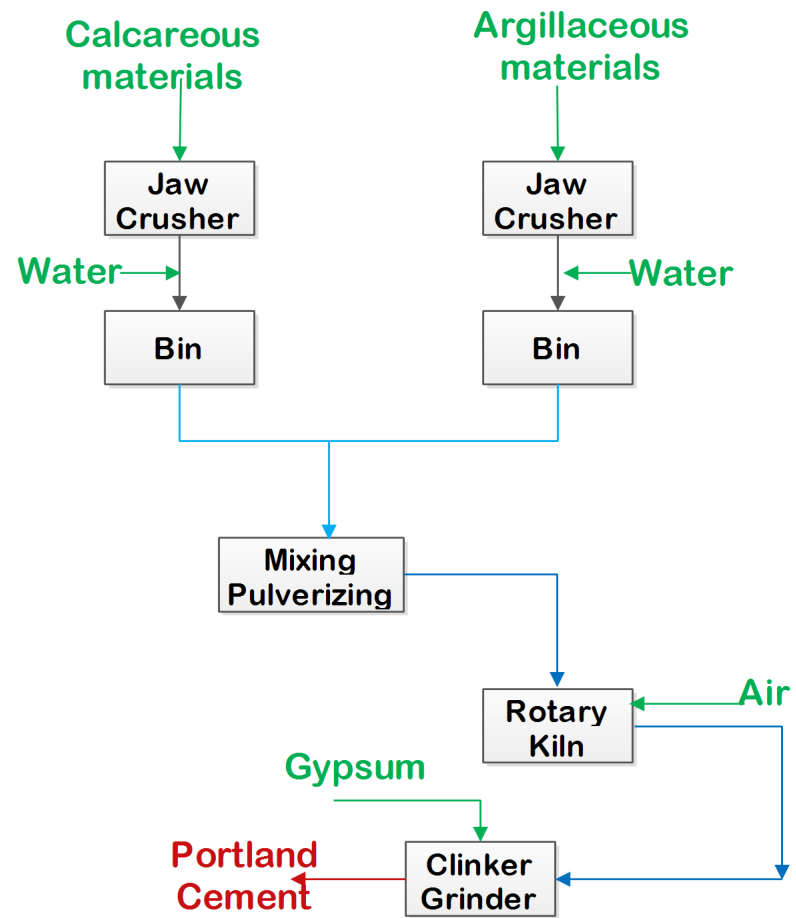 Calcareous
materials
Argillaceous
materials
Jaw
Crusher
Jaw
Crusher
Water
Water
Bin
Bin
Mixing
Pulverizing
Rotary
Kiln
Air
Gypsum
Portland
Cement
Clinker
Grinder